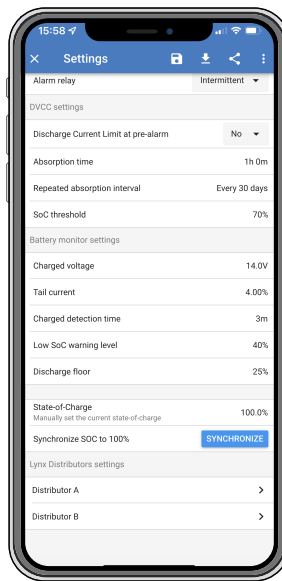 15:58
Settings
Alarm relay Intermittent
DVCC settings
Discharge Current Limit at pre-alarm No
Absorption time 1h 0m
Repeated absorption interval Every 30 days
SoC threshold 70%
Battery monitor settings
Charged voltage 14.0V
Tail current 4.00%
Charged detection time 3m
Low SoC warning level 40%
Discharge floor 25%
State-of-Charge 100.0%
Manually set the current state-of-charge
Synchronize SOC to 100% SYNCHRONIZE
Lynx Distributors settings
Distributor A
Distributor B